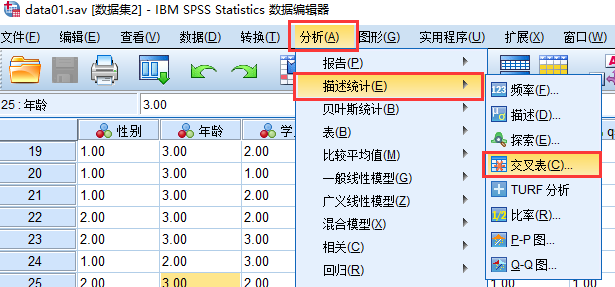 data01.sav [数据集2] - IBM SPSS Statistics 数据编辑器
文件(F) 编辑(E) 查看(V) 数据(D) 转换(T) 分析(A) 图形(G) 实用程序(U) 扩展(X) 窗口(W)
25 : 年龄 3.00
性别 年龄
19 1.00 3.00 2.00
20 1.00 3.00 1.00
21 1.00 3.00 2.00
22 2.00 3.00 2.00
23 2.00 3.00 3.00
24 1.00 2.00 3.00
25 2.00 3.00 2.00
报告(P)
描述统计(E)
贝叶斯统计(B)
表(B)
比较平均值(M)
一般线性模型(G)
广义线性模型(Z)
混合模型(X)
相关(C)
回归(R)
频率(F)...
描述(D)...
探索(E)...
交叉表(C)...
TURF 分析
比率(R)...
P-P 图...
Q-Q 图...